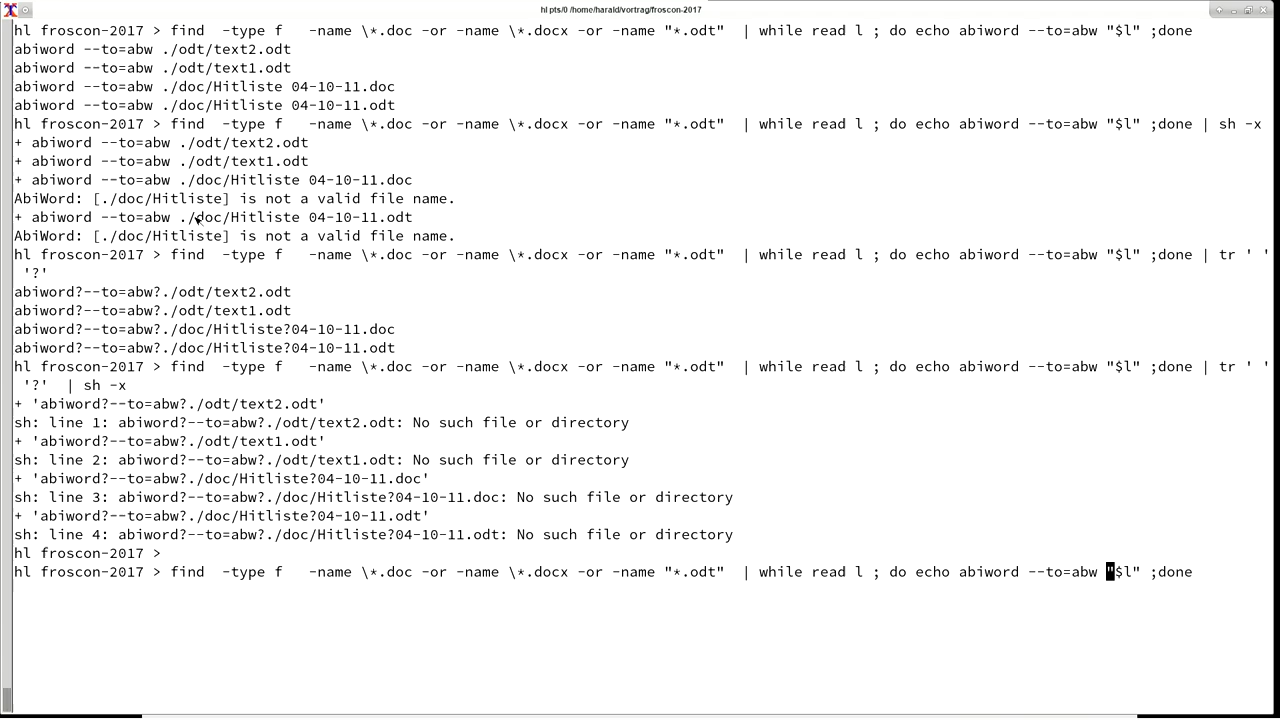 hl pts/0 /home/harald/vortrag/froscon-2017
hl froscon-2017 > find  -type f   -name \*.doc -or -name \*.docx -or -name "*.odt"  | while read l ; do echo abiword --to=abw "$l" ;done
abiword --to=abw ./odt/text2.odt
abiword --to=abw ./odt/text1.odt
abiword --to=abw ./doc/Hitliste 04-10-11.doc
abiword --to=abw ./doc/Hitliste 04-10-11.odt
hl froscon-2017 > find  -type f   -name \*.doc -or -name \*.docx -or -name "*.odt"  | while read l ; do echo abiword --to=abw "$l" ;done | sh -x
+ abiword --to=abw ./odt/text2.odt
+ abiword --to=abw ./odt/text1.odt
+ abiword --to=abw ./doc/Hitliste 04-10-11.doc
AbiWord: [./doc/Hitliste] is not a valid file name.
+ abiword --to=abw ./doc/Hitliste 04-10-11.odt
AbiWord: [./doc/Hitliste] is not a valid file name.
hl froscon-2017 > find  -type f   -name \*.doc -or -name \*.docx -or -name "*.odt"  | while read l ; do echo abiword --to=abw "$l" ;done | tr ' '
 '?'
abiword?--to=abw?./odt/text2.odt
abiword?--to=abw?./odt/text1.odt
abiword?--to=abw?./doc/Hitliste?04-10-11.doc
abiword?--to=abw?./doc/Hitliste?04-10-11.odt
hl froscon-2017 > find  -type f   -name \*.doc -or -name \*.docx -or -name "*.odt"  | while read l ; do echo abiword --to=abw "$l" ;done | tr ' '
 '?'  | sh -x
+ 'abiword?--to=abw?./odt/text2.odt'
sh: line 1: abiword?--to=abw?./odt/text2.odt: No such file or directory
+ 'abiword?--to=abw?./odt/text1.odt'
sh: line 2: abiword?--to=abw?./odt/text1.odt: No such file or directory
+ 'abiword?--to=abw?./doc/Hitliste?04-10-11.doc'
sh: line 3: abiword?--to=abw?./doc/Hitliste?04-10-11.doc: No such file or directory
+ 'abiword?--to=abw?./doc/Hitliste?04-10-11.odt'
sh: line 4: abiword?--to=abw?./doc/Hitliste?04-10-11.odt: No such file or directory
hl froscon-2017 >
hl froscon-2017 > find  -type f   -name \*.doc -or -name \*.docx -or -name "*.odt"  | while read l ; do echo abiword --to=abw "$l" ;done